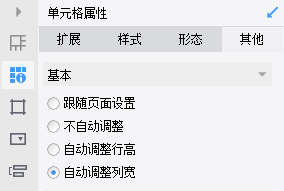 单元格属性
扩展 样式 形态 其他
基本
跟随页面设置
不自动调整
自动调整行高
自动调整列宽